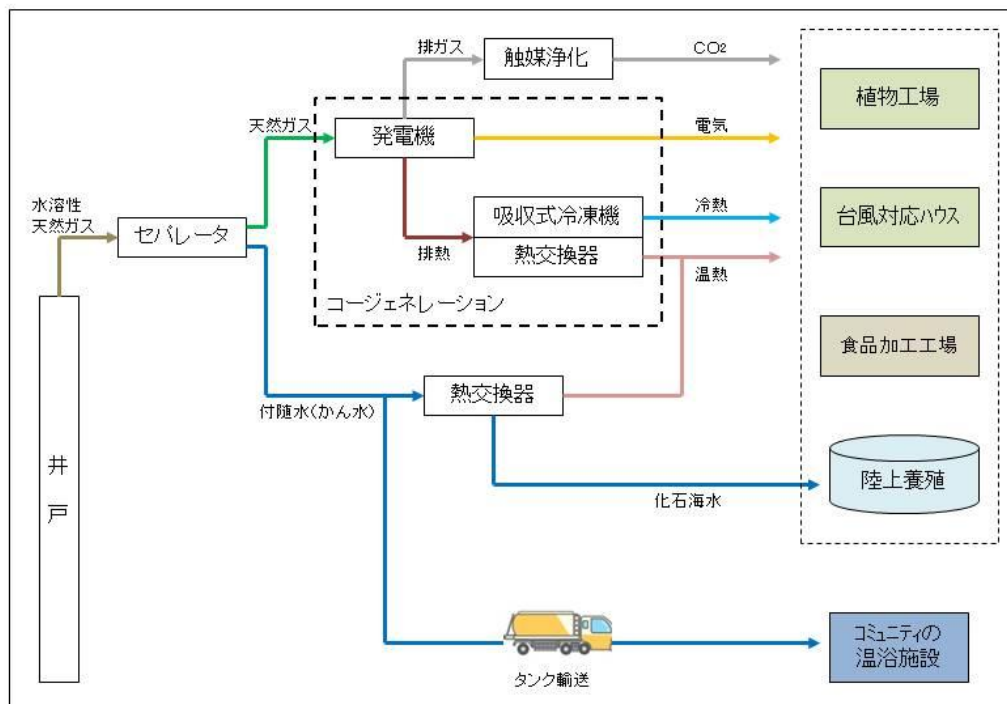 排ガス
触媒浄化
CO2
植物工場
天然ガス
発電機
電気
水溶性
天然ガス
セパレータ
吸収式冷凍機
冷熱
台風対応ハウス
排熱
熱交換器
温熱
コージェネレーション
食品加工工場
付随水(かん水)
熱交換器
井
戸
陸上養殖
化石海水
コミュニティの
温浴施設
タンク輸送